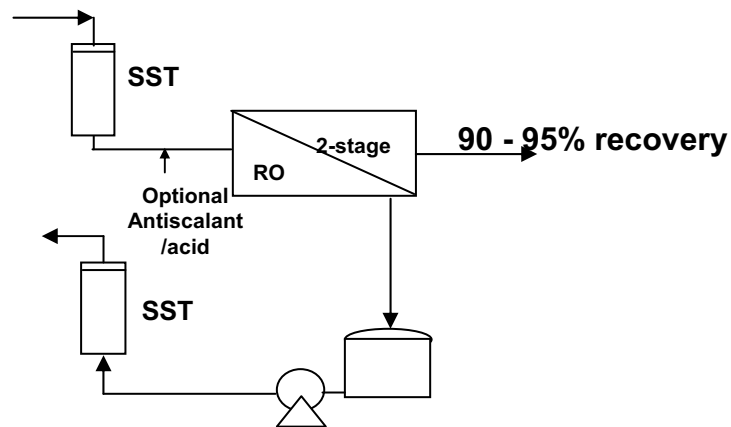 SST
2-stage
RO
90 - 95% recovery
Optional
Antiscalant
/acid
SST